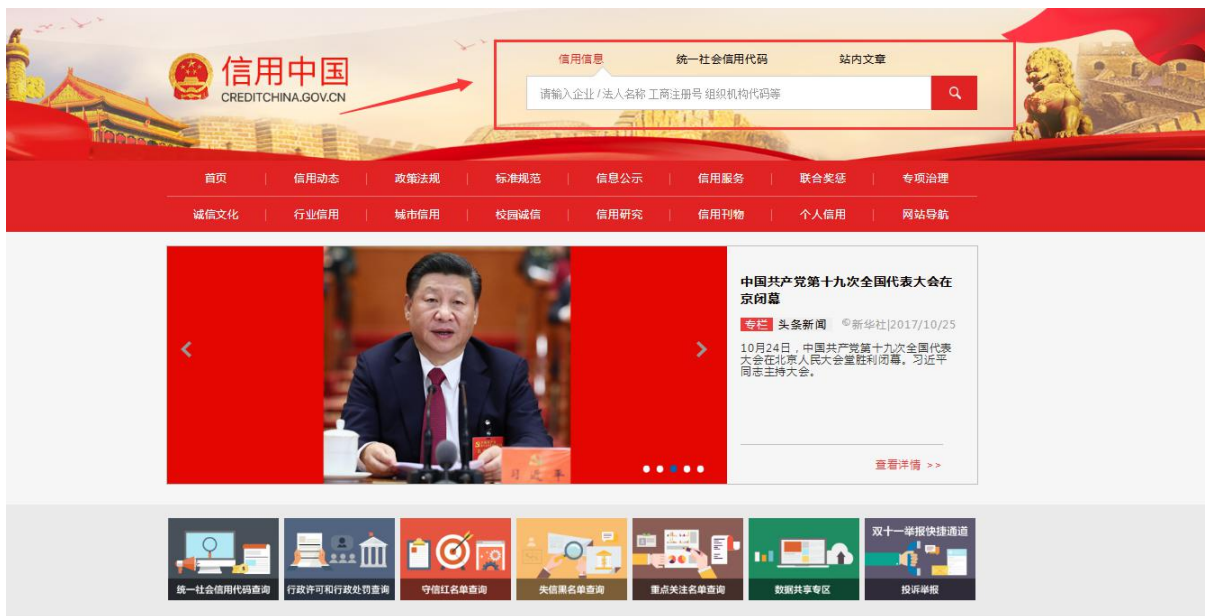 信用中国
CREDITCHINA.GOV.CN
信用信息 统一社会信用代码 站内文章
请输入企业/法人名称 工商注册号 组织机构代码等
首页 | 信用动态 | 政策法规 | 标准规范 | 信息公示 | 信用服务 | 联合奖惩 | 专项治理
诚信文化 | 行业信用 | 城市信用 | 校园诚信 | 信用研究 | 信用刊物 | 个人信用 | 网站导航
中国共产党第十九次全国代表大会在
京闭幕
专栏 头条新闻 ©新华社|2017/10/25
10月24日，中国共产党第十九次全国代表
大会在北京人民大会堂胜利闭幕。习近平
同志主持大会。
习近平
查看详情 >>
双十一举报快捷通道
统一社会信用代码查询 行政许可和行政处罚查询 守信红名单查询 失信黑名单查询 重点关注名单查询 数据共享专区 投诉举报